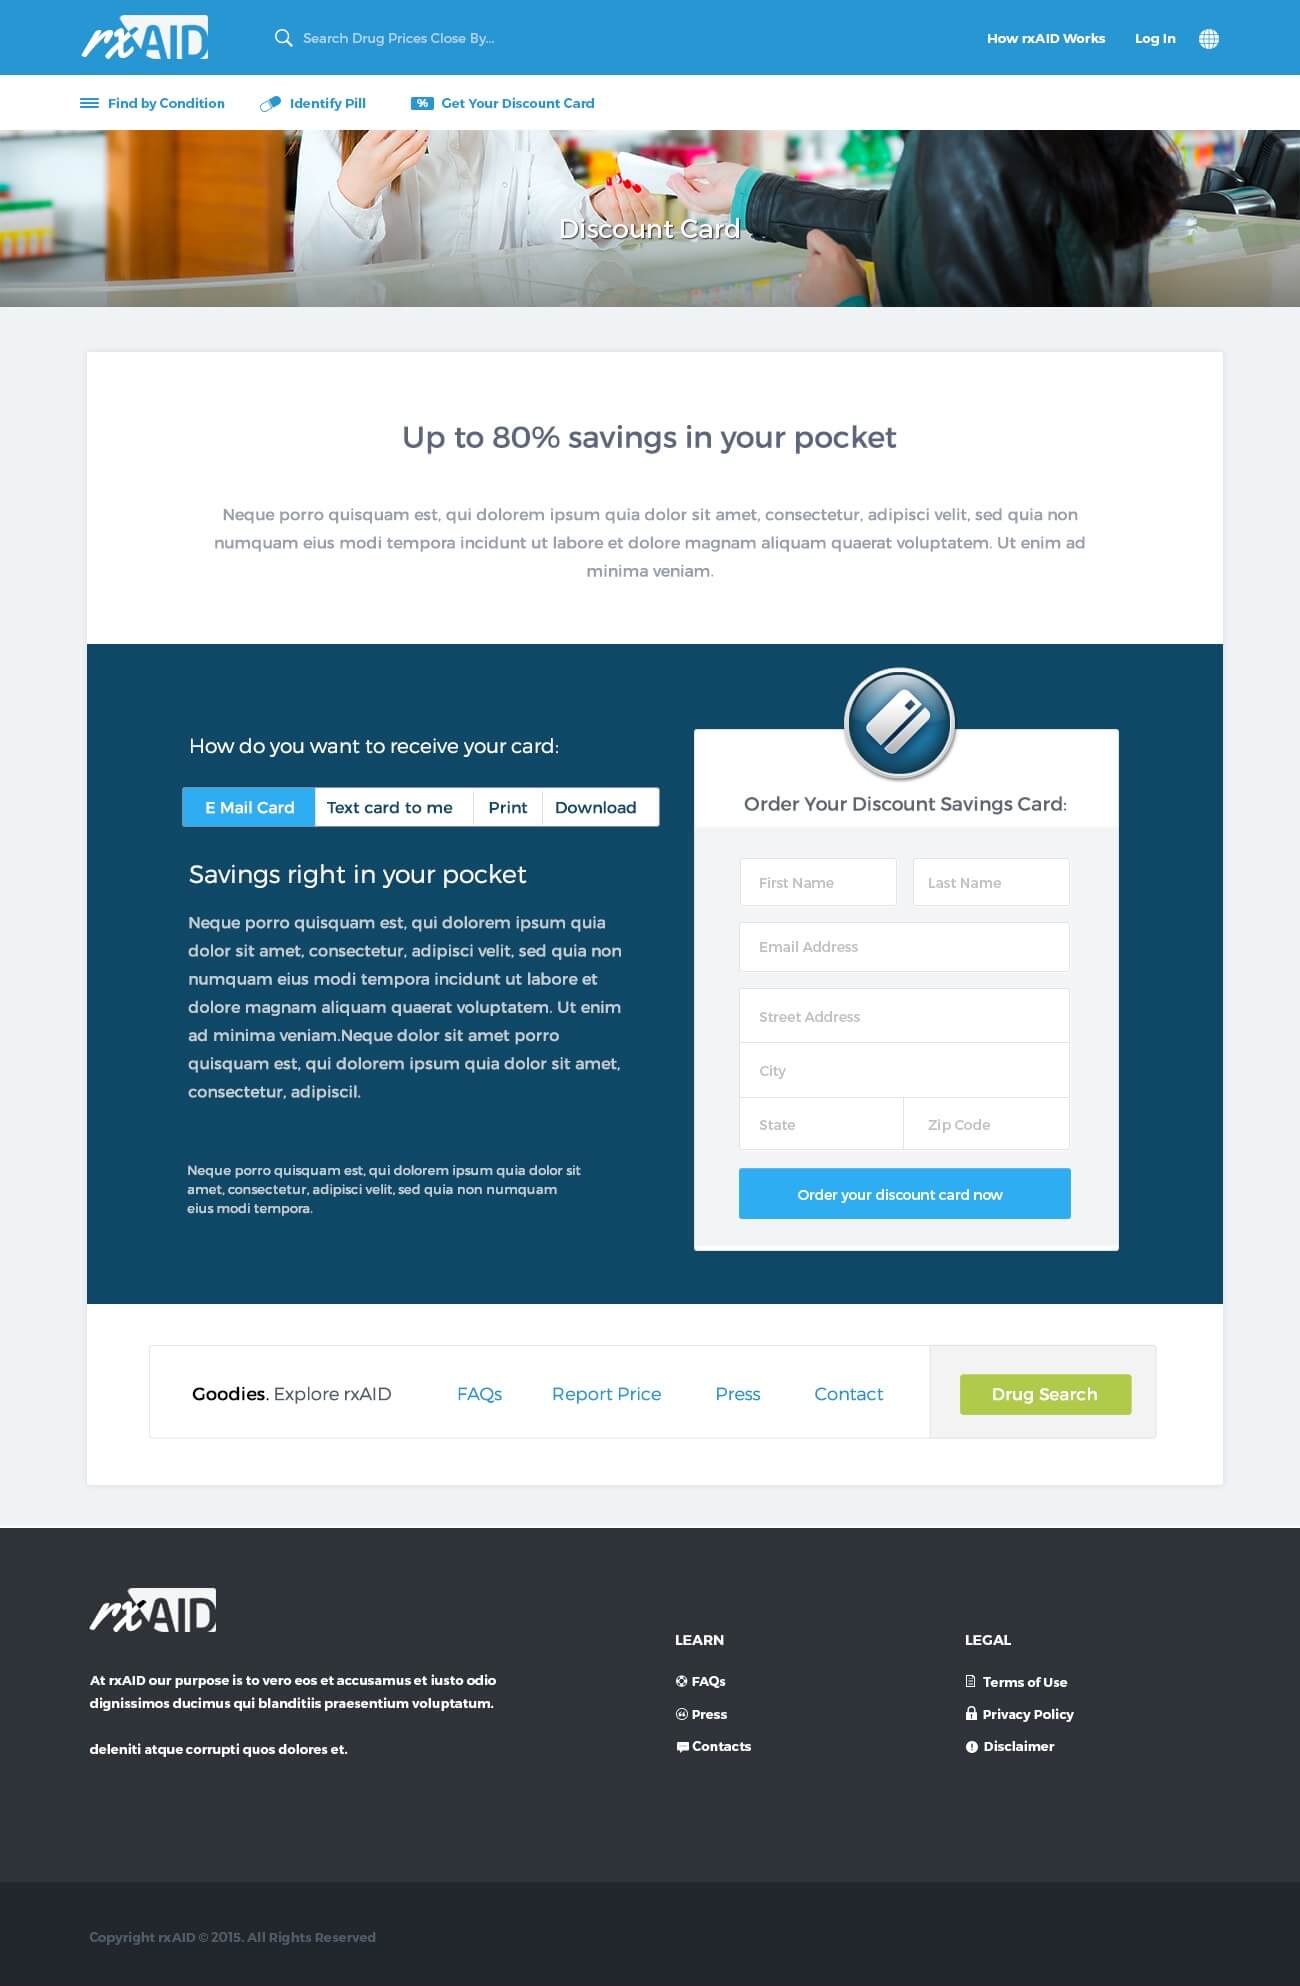 rxAID
Search Drug Prices Close By...
How rxAID Works
Log In
Find by Condition
Identify Pill
%
Get Your Discount Card
Discount Card
Up to 80% savings in your pocket
Neque porro quisquam est, qui dolorem ipsum quia dolor sit amet, consectetur, adipisci velit, sed quia non
numquam eius modi tempora incidunt ut labore et dolore magnam aliquam quaerat voluptatem. Ut enim ad
minima veniam.
How do you want to receive your card:
E Mail Card
Text card to me
Print
Download
Savings right in your pocket
Neque porro quisquam est, qui dolorem ipsum quia
dolor sit amet, consectetur, adipisci velit, sed quia non
numquam eius modi tempora incidunt ut labore et
dolore magnam aliquam quaerat voluptatem. Ut enim
ad minima veniam.Neque dolor sit amet porro
quisquam est, qui dolorem ipsum quia dolor sit amet,
consectetur, adipiscil.
Neque porro quisquam est, qui dolorem ipsum quia dolor sit
amet, consectetur, adipisci velit, sed quia non numquam
eius modi tempora.
Order Your Discount Savings Card:
First Name
Last Name
Email Address
Street Address
City
State
Zip Code
Order your discount card now
Goodies. Explore rxAID
FAQs
Report Price
Press
Contact
Drug Search
rxAID
At rxAID our purpose is to vero eos et accusamus et iusto odio
dignissimos ducimus qui blanditiis praesentium voluptatum.
deleniti atque corrupti quos dolores et.
LEARN
FAQs
Press
Contacts
LEGAL
Terms of Use
Privacy Policy
Disclaimer
Copyright rxAID © 2015. All Rights Reserved